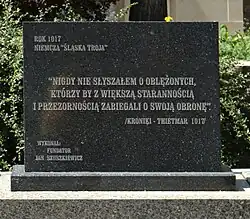 ROK 1017
NIEMCZA "ŚLĄSKA TROJA"
"NIGDY NIE SŁYSZAŁEM O OBLĘŻONYCH,
KTÓRZY BY Z WIĘKSZĄ STARANNOŚCIĄ
I PRZEZORNOŚCIĄ ZABIEGALI O SWOJĄ OBRONĘ".
/KRONIKI - THIETMAR 1017/
WYKONAŁ:
FUNDATOR
JAN SZUSZKIEWICZ